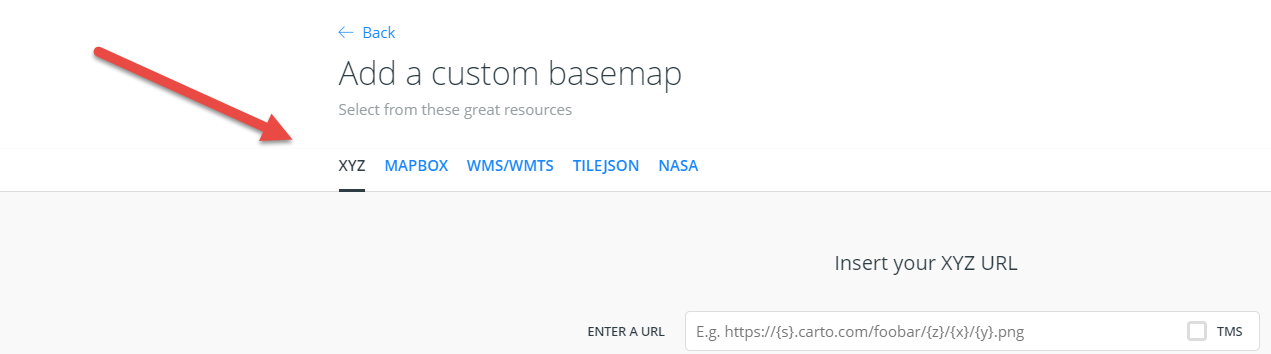 ← Back
Add a custom basemap
Select from these great resources
XYZ MAPBOX WMS/WMTS TILEJSON NASA
Insert your XYZ URL
ENTER A URL E.g. https://{s}.carto.com/foobar/{z}/{x}/{y}.png TMS